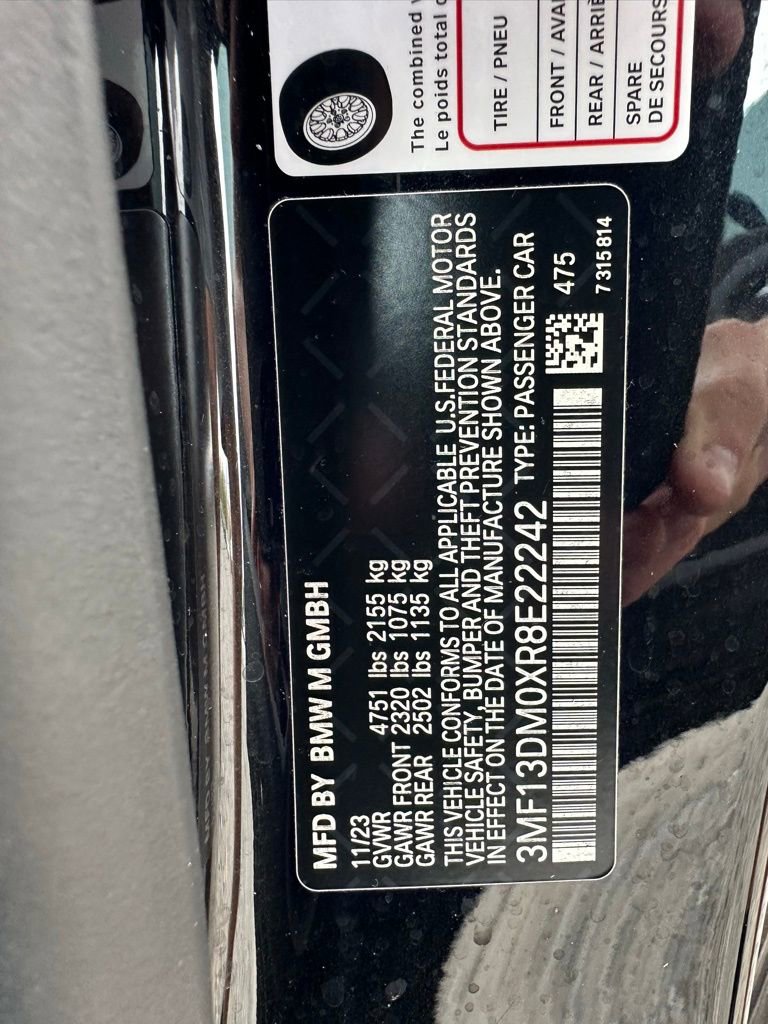 MFD BY BMW M GMBH
11/23
GVWR 4751 lbs 2155 kg
GAWR FRONT 2320 lbs 1075 kg
GAWR REAR 2502 lbs 1135 kg
THIS VEHICLE CONFORMS TO ALL APPLICABLE U.S.FEDERAL MOTOR
VEHICLE SAFETY, BUMPER AND THEFT PREVENTION STANDARDS
IN EFFECT ON THE DATE OF MANUFACTURE SHOWN ABOVE.
3MF13DM0XR8E22242 TYPE: PASSENGER CAR
475
7315814
The combined
Le poids total
TIRE / PNEU
FRONT /
REAR /
SPARE
DE SECOURS